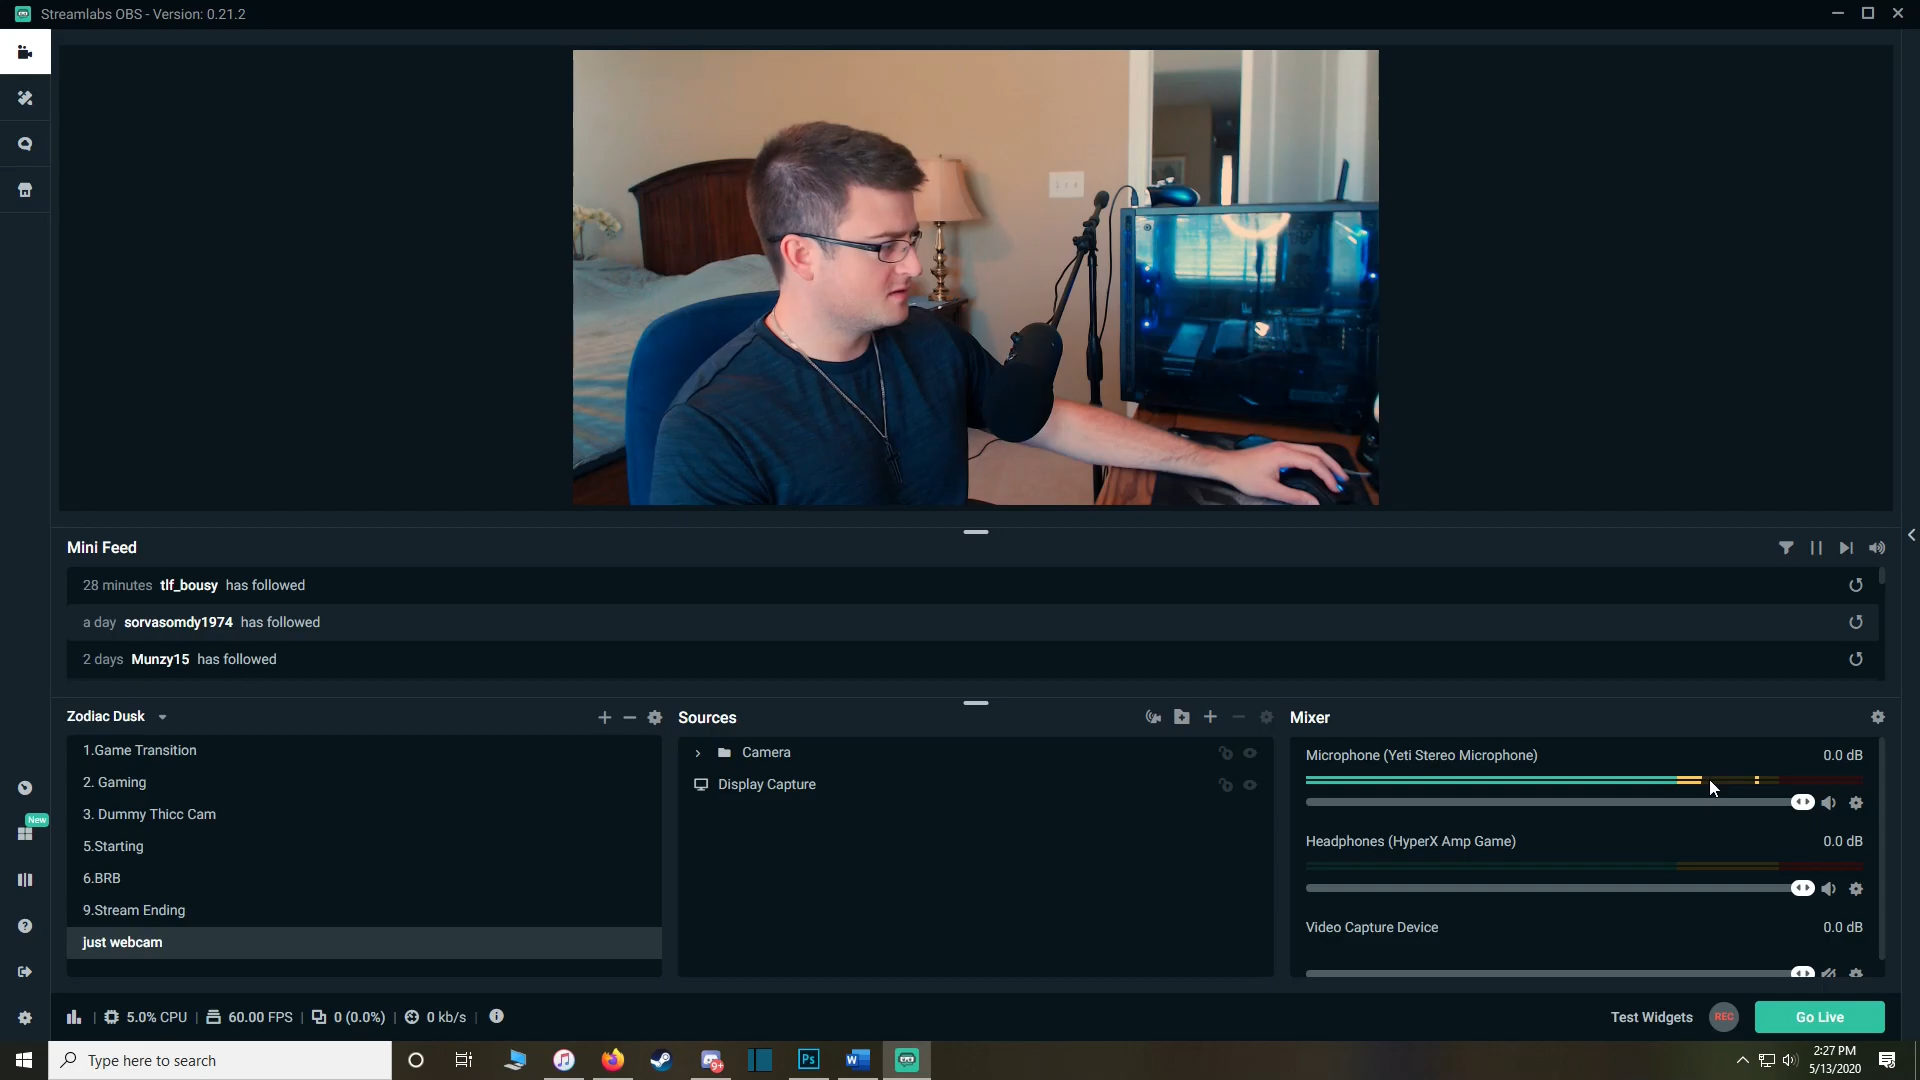 Streamlabs OBS - Version: 0.21.2
Mini Feed
28 minutes tlf_bousy has followed
a day sorvasomdy1974 has followed
2 days Munzy15 has followed
Zodiac Dusk
1.Game Transition
2. Gaming
3. Dummy Thicc Cam
5.Starting
6.BRB
9.Stream Ending
just webcam
Sources
Camera
Display Capture
Mixer
Microphone (Yeti Stereo Microphone) 0.0 dB
Headphones (HyperX Amp Game) 0.0 dB
Video Capture Device 0.0 dB
New
5.0% CPU | 60.00 FPS | 0 (0.0%) | 0 kb/s
Test Widgets REC Go Live
Type here to search
9+
Ps
W
2:27 PM
5/13/2020